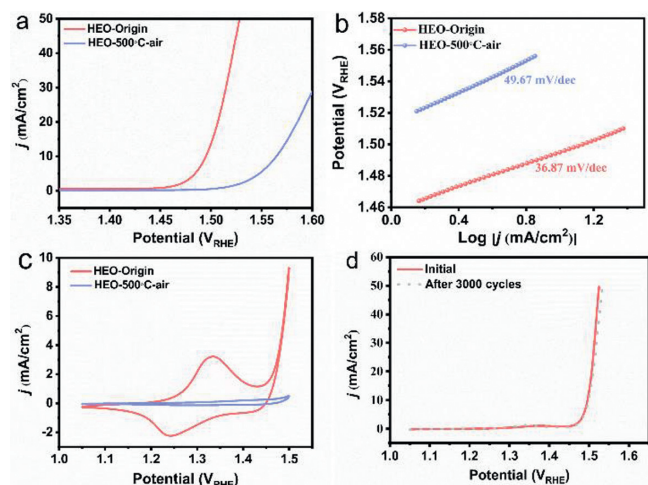 a
HEO-Origin
HEO-500°C-air
50
40
30
20
10
0
j (mA/cm²)
1.35 1.40 1.45 1.50 1.55 1.60
Potential (VRHE)
b
HEO-Origin
HEO-500°C-air
49.67 mV/dec
36.87 mV/dec
1.60
1.56
1.52
1.48
1.46
Potential (VRHE)
0.0 0.4 0.8 1.2
Log |j (mA/cm²)|
c
HEO-Origin
HEO-500°C-air
10
8
6
4
2
0
-2
j (mA/cm²)
1.0 1.1 1.2 1.3 1.4 1.5
Potential (VRHE)
d
Initial
After 3000 cycles
60
50
40
30
20
10
0
j (mA/cm²)
1.0 1.1 1.2 1.3 1.4 1.5 1.6
Potential (VRHE)